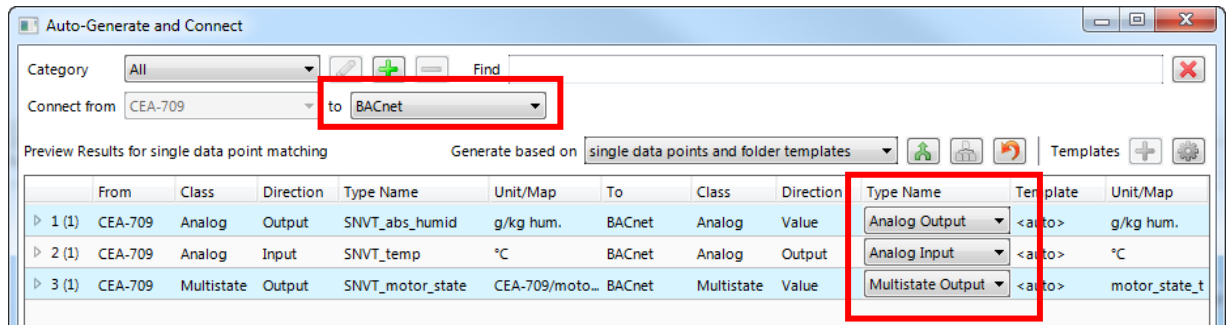 Auto-Generate and Connect
Category All Find
Connect from CEA-709 to BACnet
Preview Results for single data point matching Generate based on single data points and folder templates Templates
From Class Direction Type Name Unit/Map To Class Direction Type Name Template Unit/Map
1 (1) CEA-709 Analog Output SNVT_abs_humid g/kg hum. BACnet Analog Value Analog Output <auto> g/kg hum.
2 (1) CEA-709 Analog Input SNVT_temp °C BACnet Analog Output Analog Input <auto> °C
3 (1) CEA-709 Multistate Output SNVT_motor_state CEA-709/moto... BACnet Multistate Value Multistate Output <auto> motor_state_t